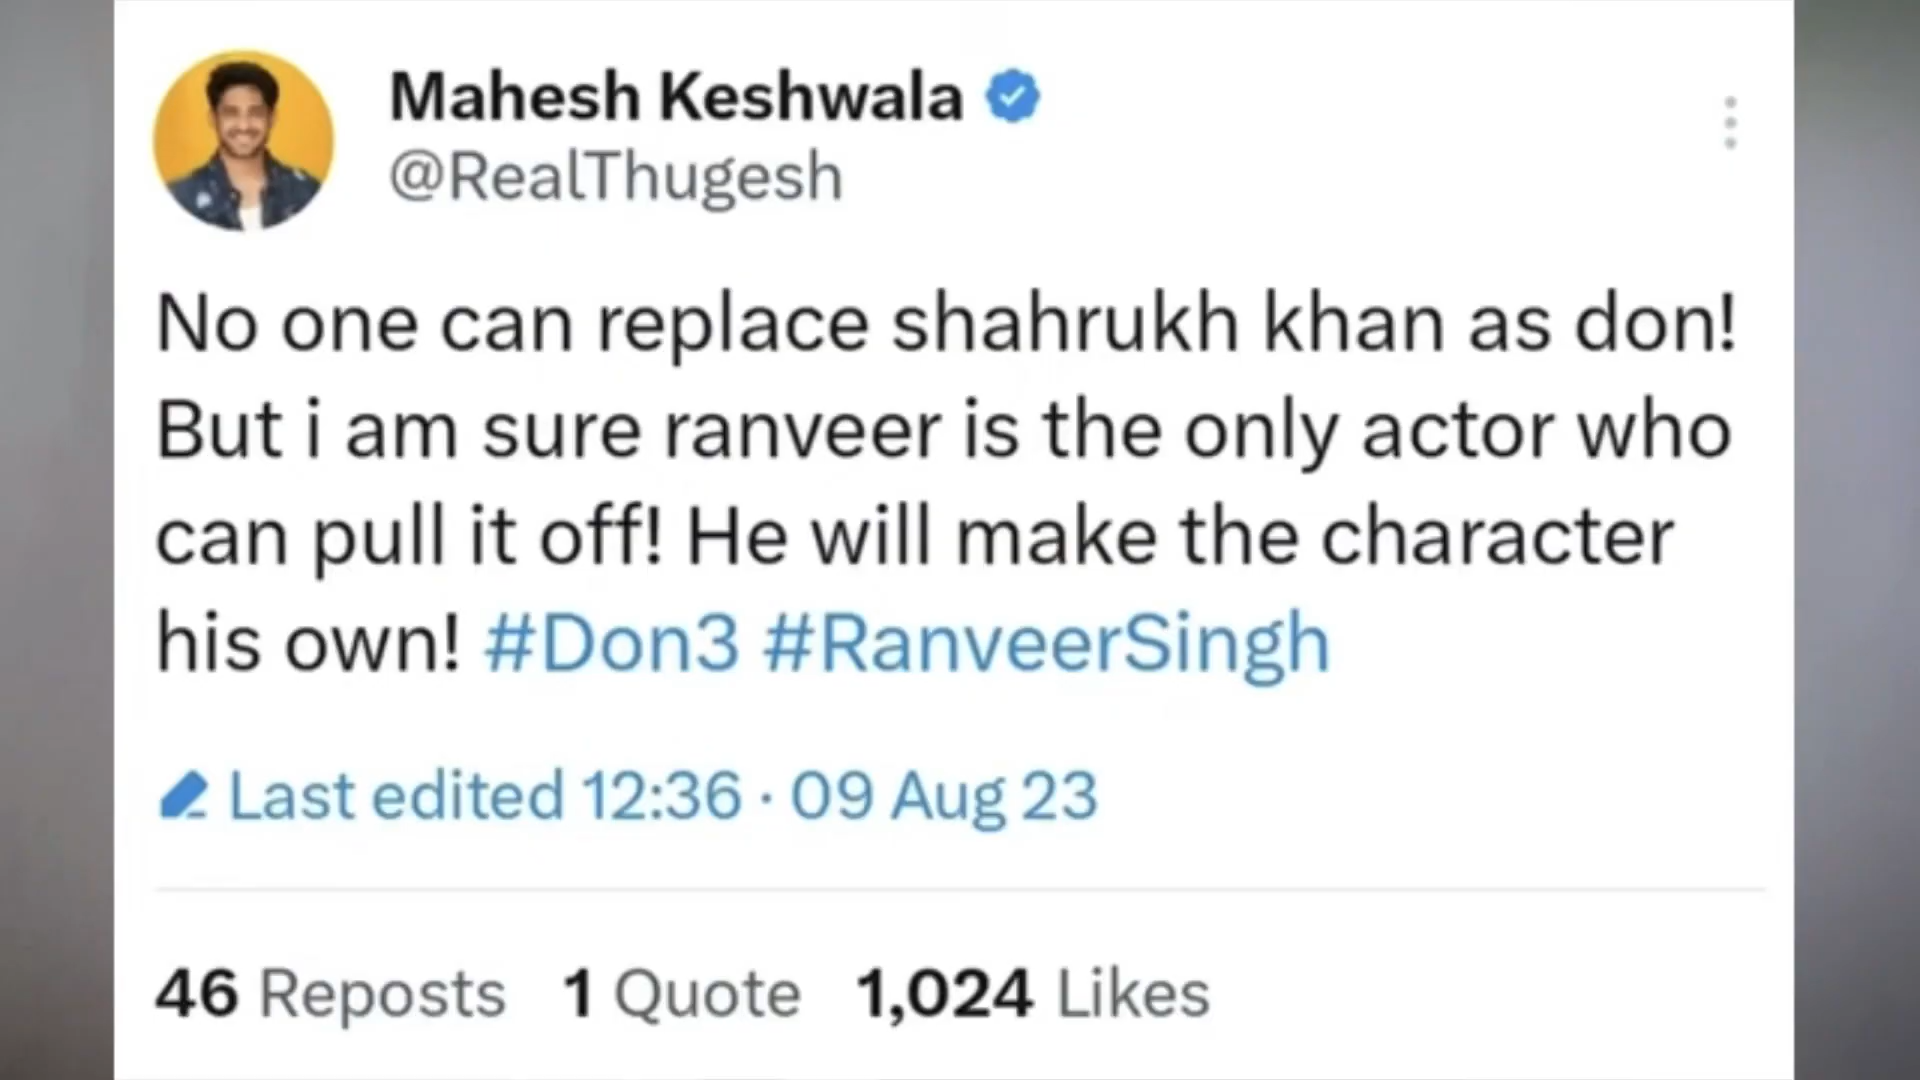 Mahesh Keshwala
@RealThugesh
No one can replace shahrukh khan as don!
But i am sure ranveer is the only actor who
can pull it off! He will make the character
his own! #Don3 #RanveerSingh
Last edited 12:36 · 09 Aug 23
46 Reposts 1 Quote 1,024 Likes